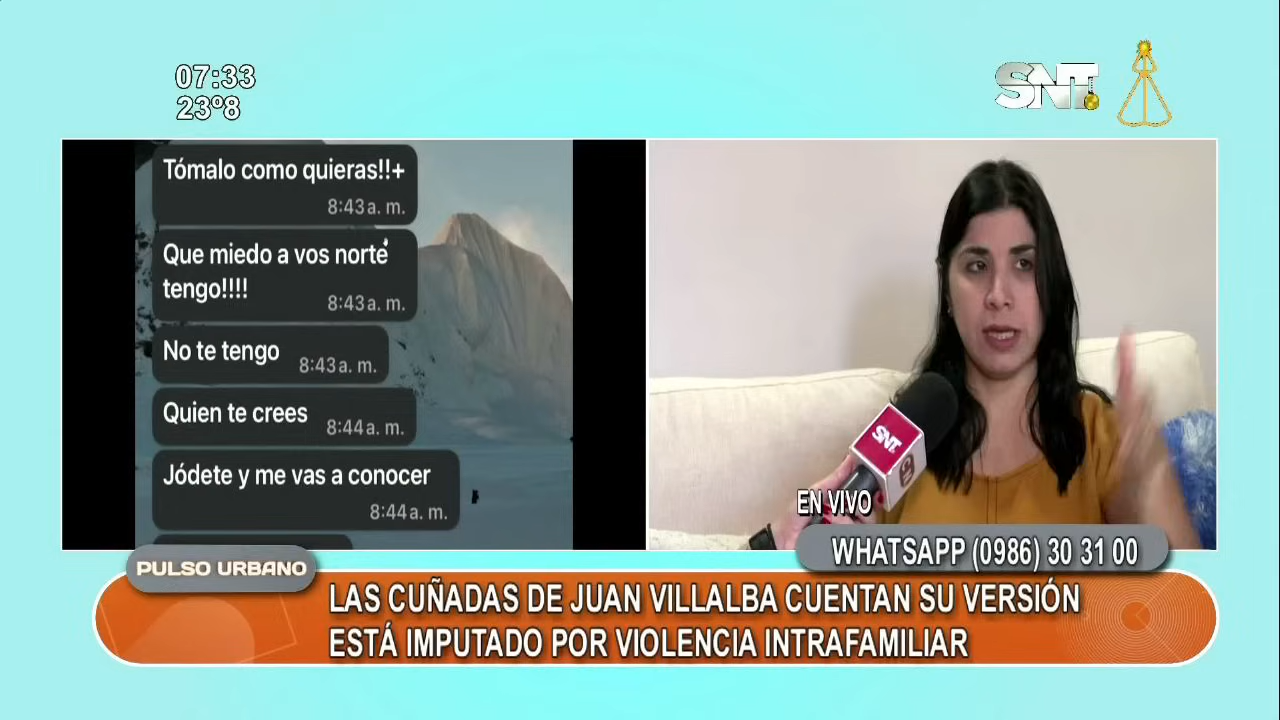 07:33
23º8
SNT
Tómalo como quieras!!+
8:43 a. m.
Que miedo a vos norte
tengo!!!!
8:43 a. m.
No te tengo
8:43 a. m.
Quien te crees
8:44 a. m.
Jódete y me vas a conocer
8:44 a. m.
SNT
EN VIVO
WHATSAPP (0986) 30 31 00
PULSO URBANO
LAS CUÑADAS DE JUAN VILLALBA CUENTAN SU VERSIÓN
ESTÁ IMPUTADO POR VIOLENCIA INTRAFAMILIAR